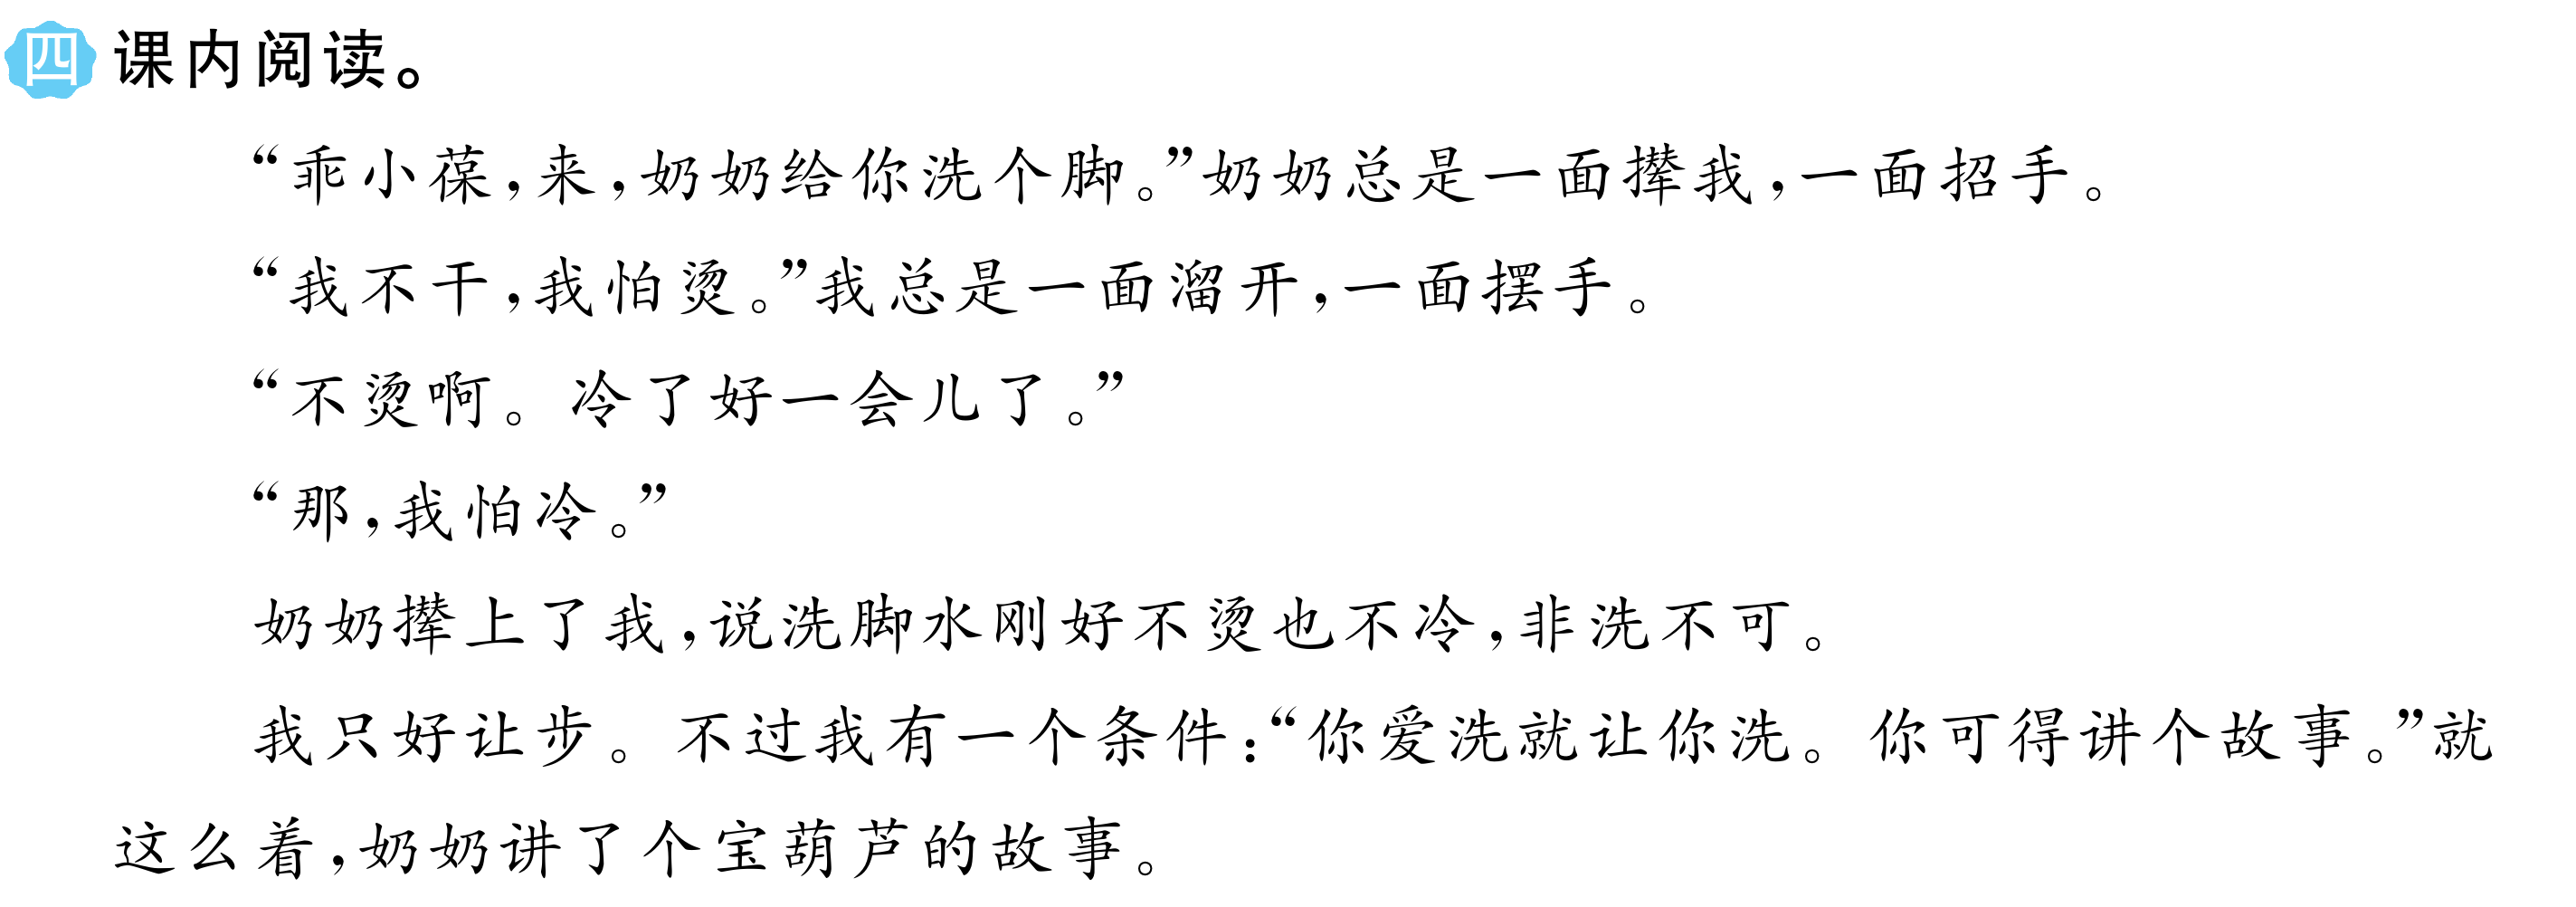 四 课内阅读。
“乖小葆,来,奶奶给你洗个脚。”奶奶总是一面撵我,一面招手。
“我不干,我怕烫。”我总是一面溜开,一面摆手。
“不烫啊。冷了好一会儿了。”
“那,我怕冷。”
奶奶撵上了我,说洗脚水刚好不烫也不冷,非洗不可。
我只好让步。不过我有一个条件:“你爱洗就让你洗。你可得讲个故事。”就
这么着,奶奶讲了个宝葫芦的故事。